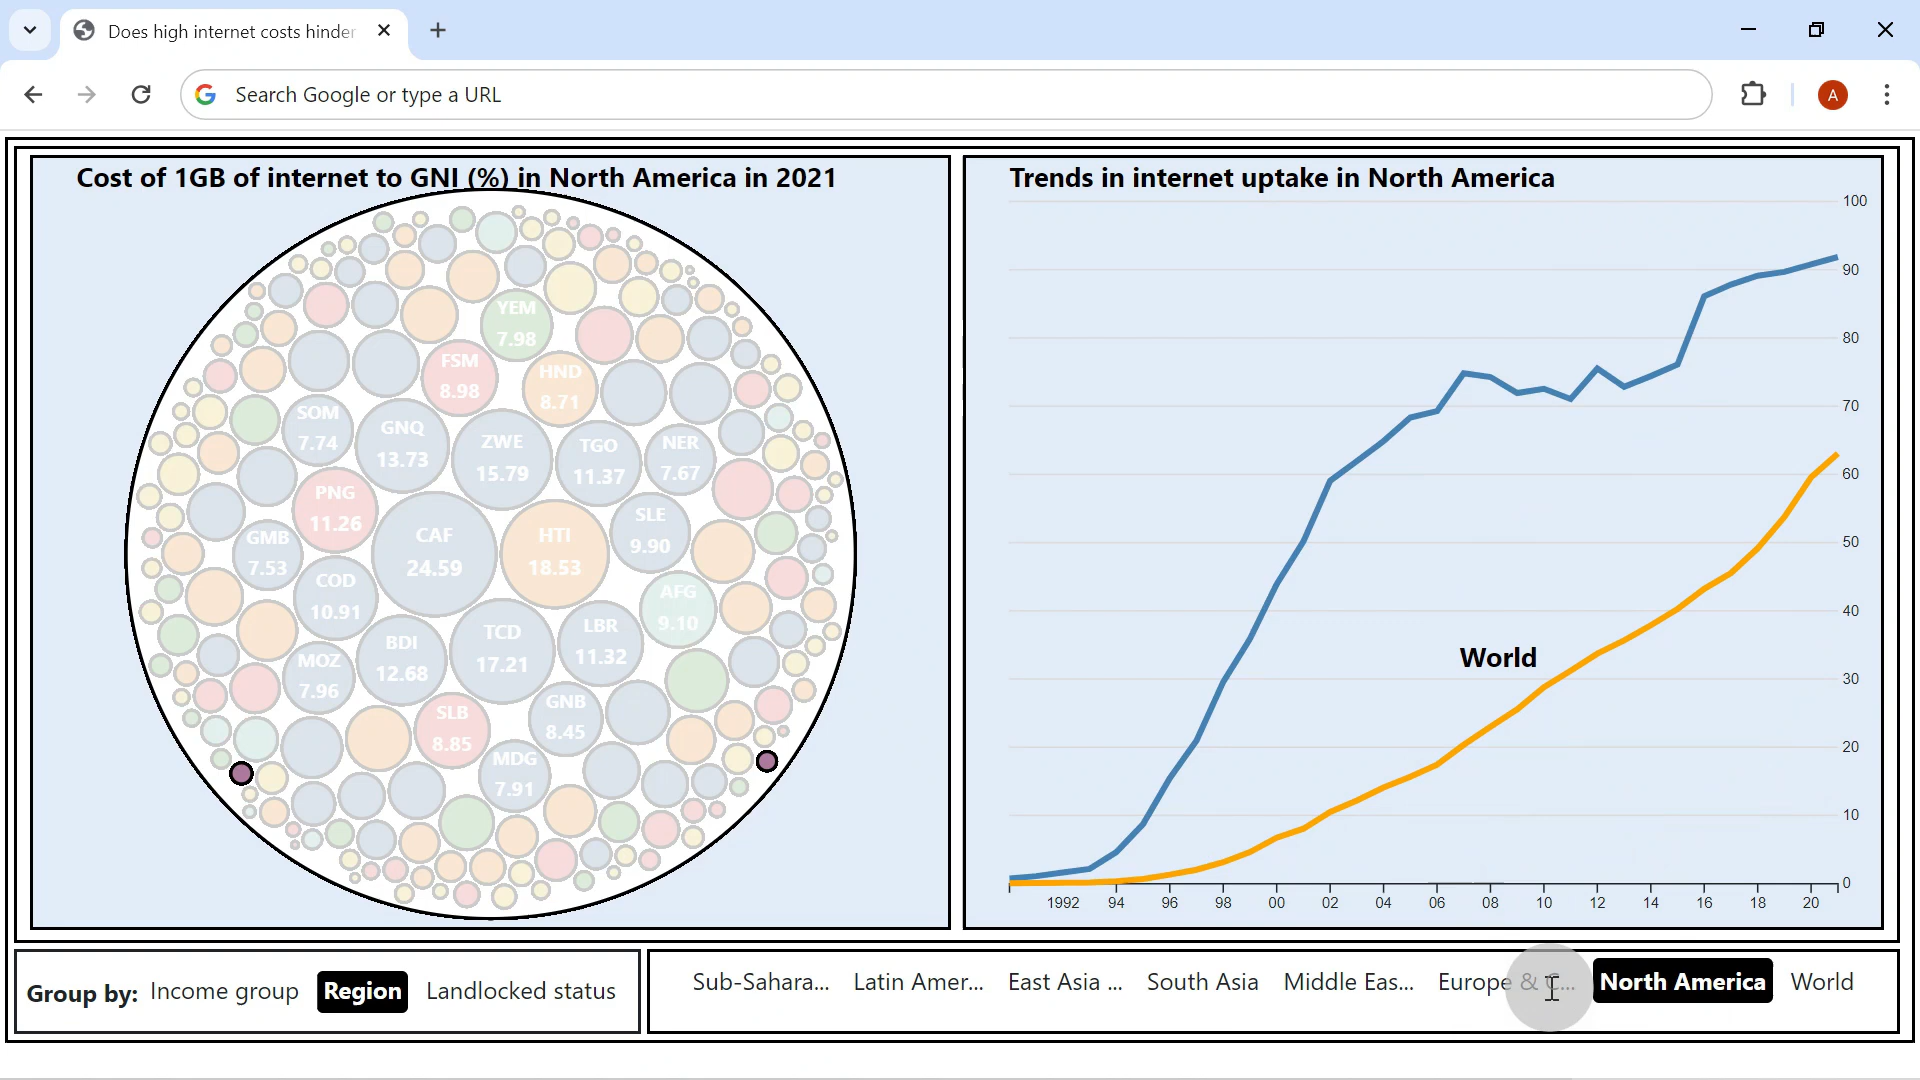 Does high internet costs hinder
Search Google or type a URL
A
Cost of 1GB of internet to GNI (%) in North America in 2021
YEM
7.98
FSM
8.98
HND
8.71
SOM
7.74
GNQ
13.73
ZWE
15.79
TGO
11.37
NER
7.67
PNG
11.26
SLE
9.90
GMB
7.53
CAF
24.59
HTI
18.53
COD
10.91
AFG
9.10
TCD
17.21
LBR
11.32
BDI
12.68
MOZ
7.96
GNB
8.45
SLB
8.85
MDG
7.91
Trends in internet uptake in North America
100
90
80
70
60
50
40
30
20
10
0
World
1992 94 96 98 00 02 04 06 08 10 12 14 16 18 20
Group by: Income group Region Landlocked status
Sub-Sahara... Latin Amer... East Asia ... South Asia Middle Eas... Europe & C... North America World